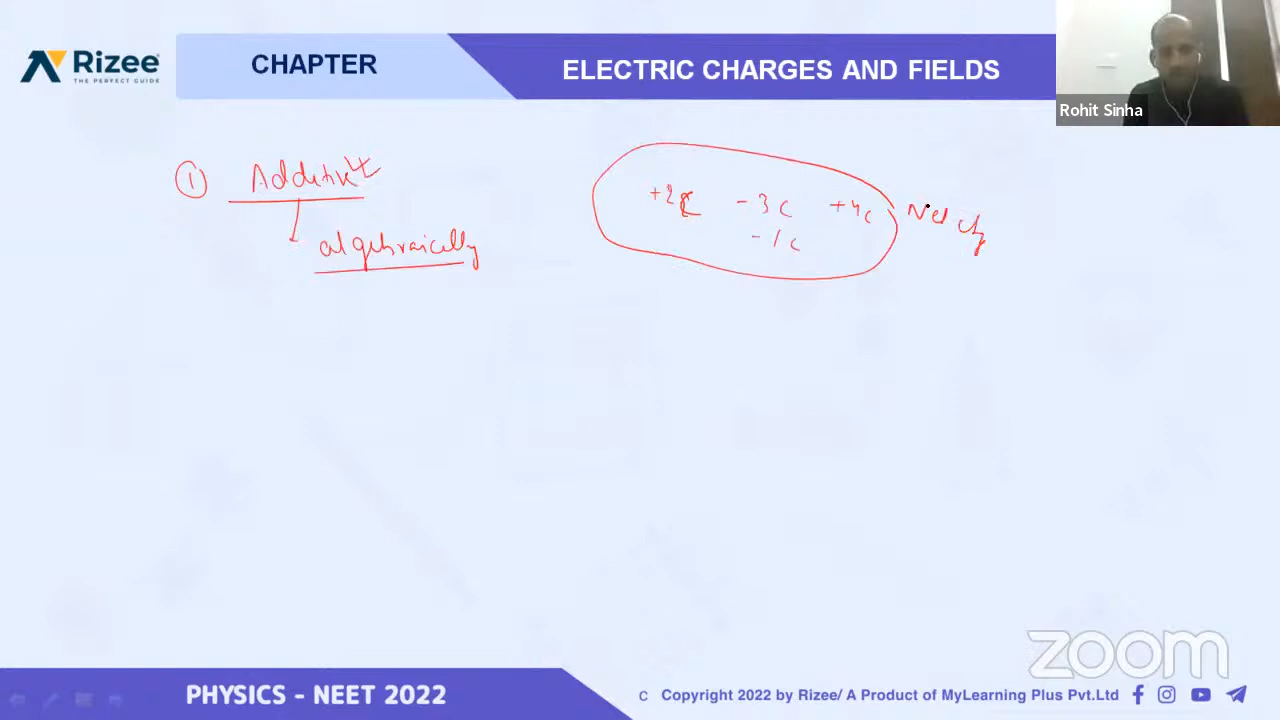 Rizee
THE PERFECT GUIDE
CHAPTER
ELECTRIC CHARGES AND FIELDS
Rohit Sinha
① Additivity
algebraically
+2C -3C +4C
-1C
Net chg
zoom
PHYSICS - NEET 2022
C Copyright 2022 by Rizee/ A Product of MyLearning Plus Pvt.Ltd